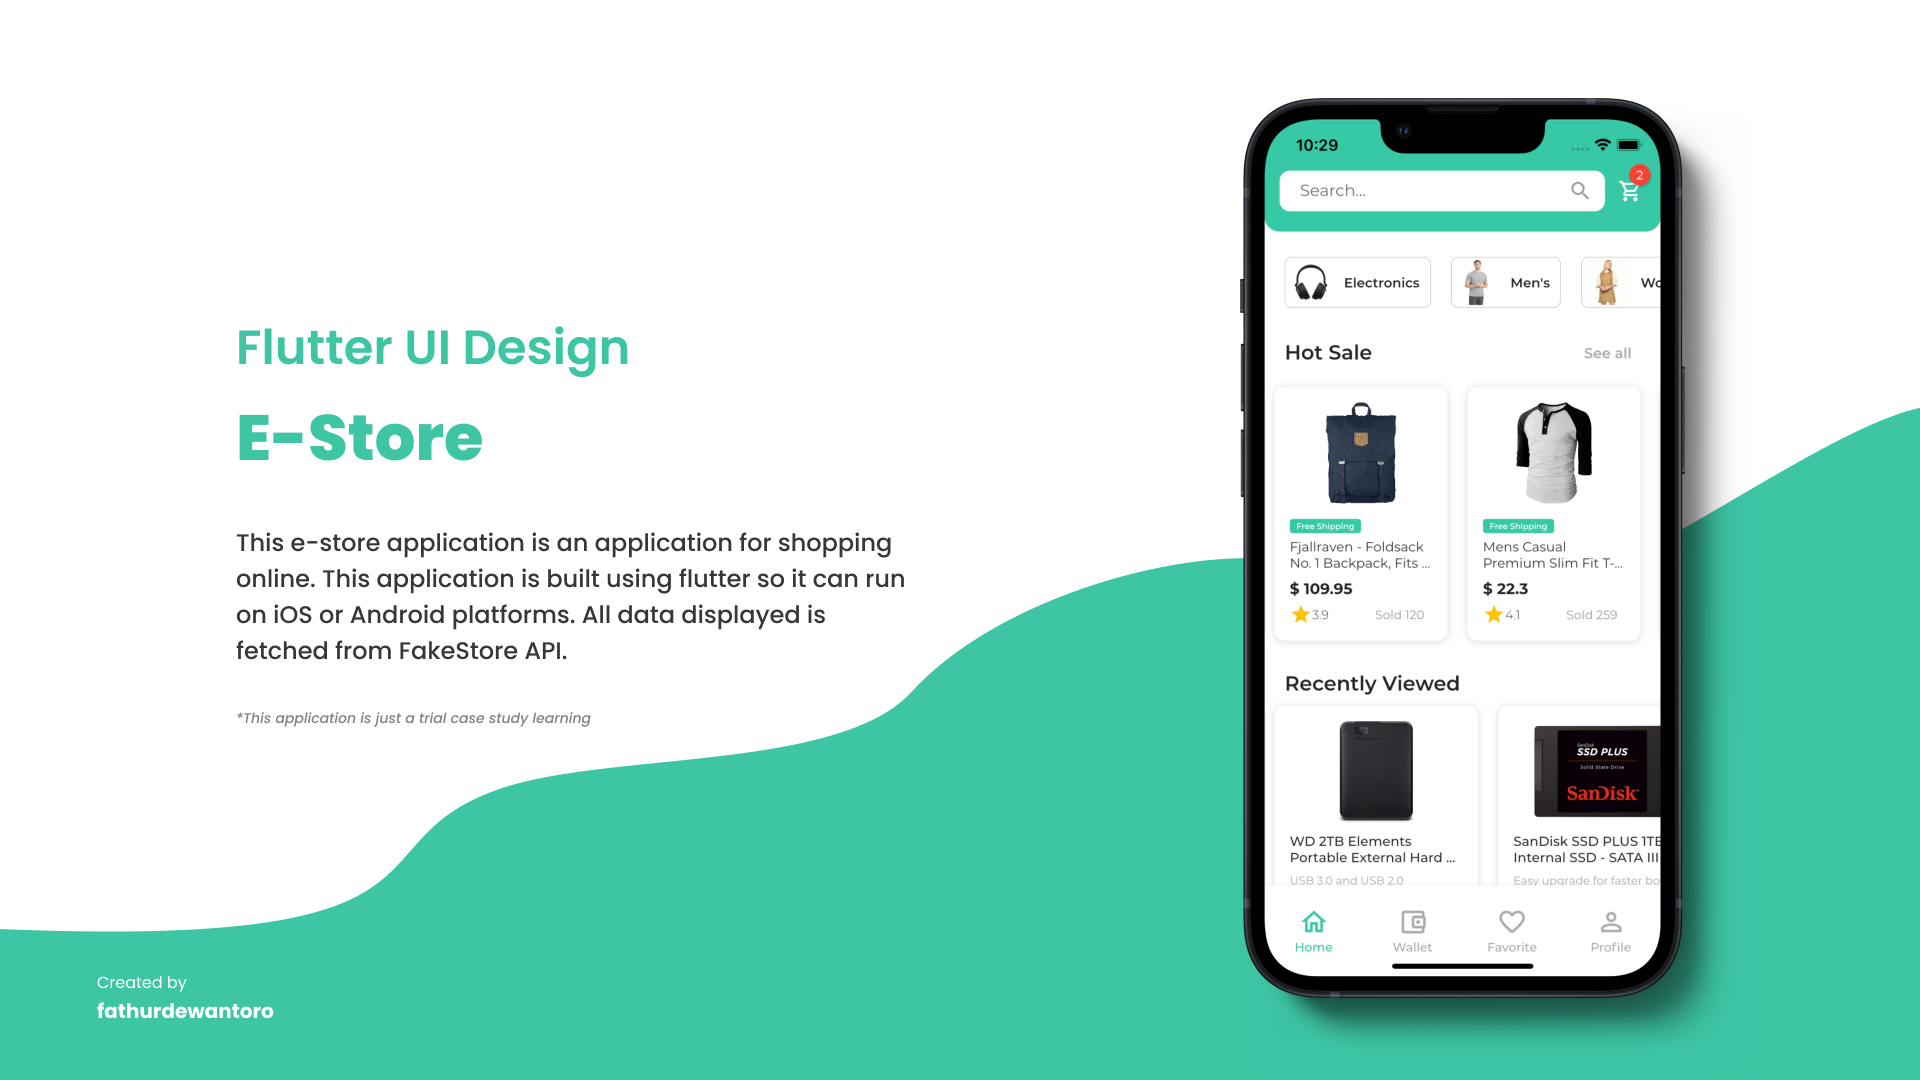 Flutter UI Design
E-Store
This e-store application is an application for shopping
online. This application is built using flutter so it can run
on iOS or Android platforms. All data displayed is
fetched from FakeStore API.
*This application is just a trial case study learning
Created by
fathurdewantoro
10:29
Search...
2
Electronics
Men's
Wo
Hot Sale
See all
Free Shipping
Fjallraven - Foldsack
No. 1 Backpack, Fits ...
$ 109.95
3.9
Sold 120
Free Shipping
Mens Casual
Premium Slim Fit T-...
$ 22.3
4.1
Sold 259
Recently Viewed
WD 2TB Elements
Portable External Hard ...
USB 3.0 and USB 2.0
SanDisk
SSD PLUS
Solid State Drive
SanDisk
SanDisk SSD PLUS 1TB
Internal SSD - SATA III
Easy upgrade for faster bo
Home
Wallet
Favorite
Profile